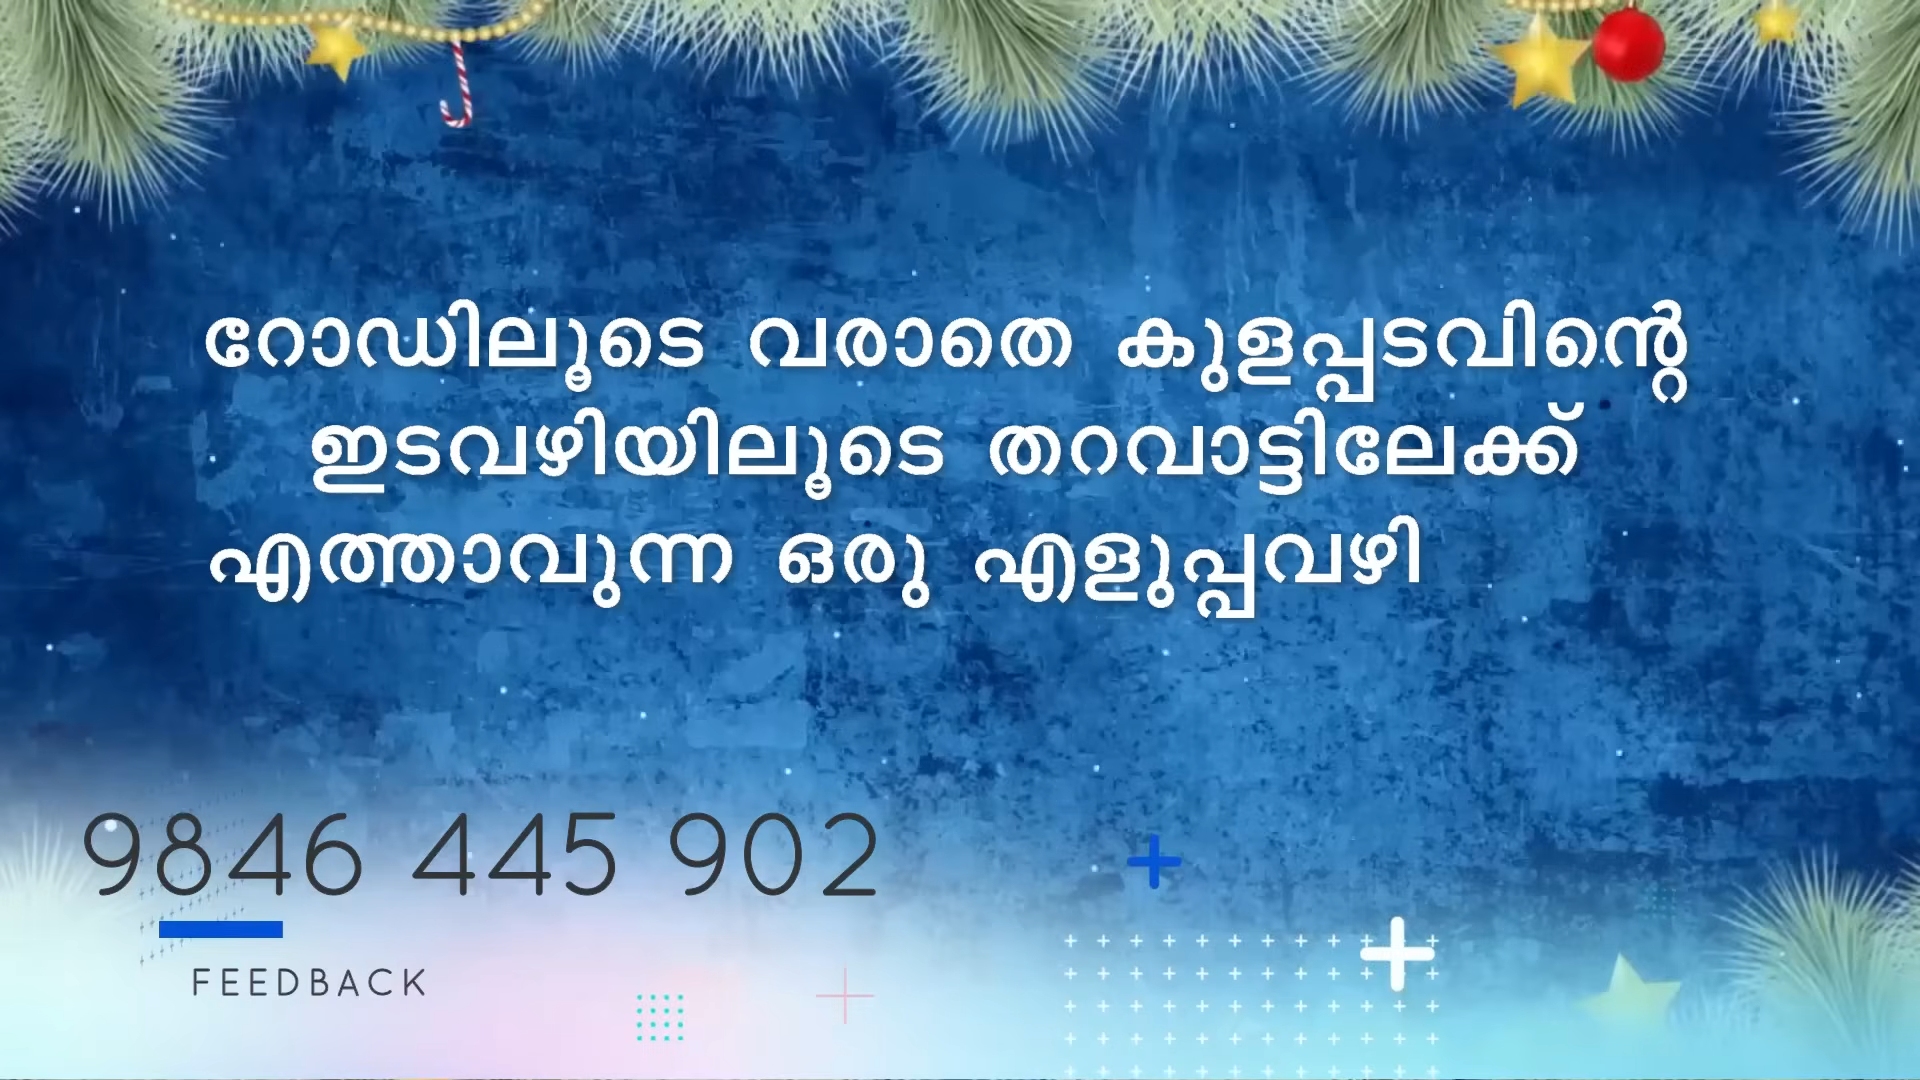 റോഡിലൂടെ വരാതെ കുളപ്പടവിന്റെ
ഇടവഴിയിലൂടെ തറവാട്ടിലേക്ക്
എത്താവുന്ന ഒരു എളുപ്പവഴി
9846 445 902
FEEDBACK